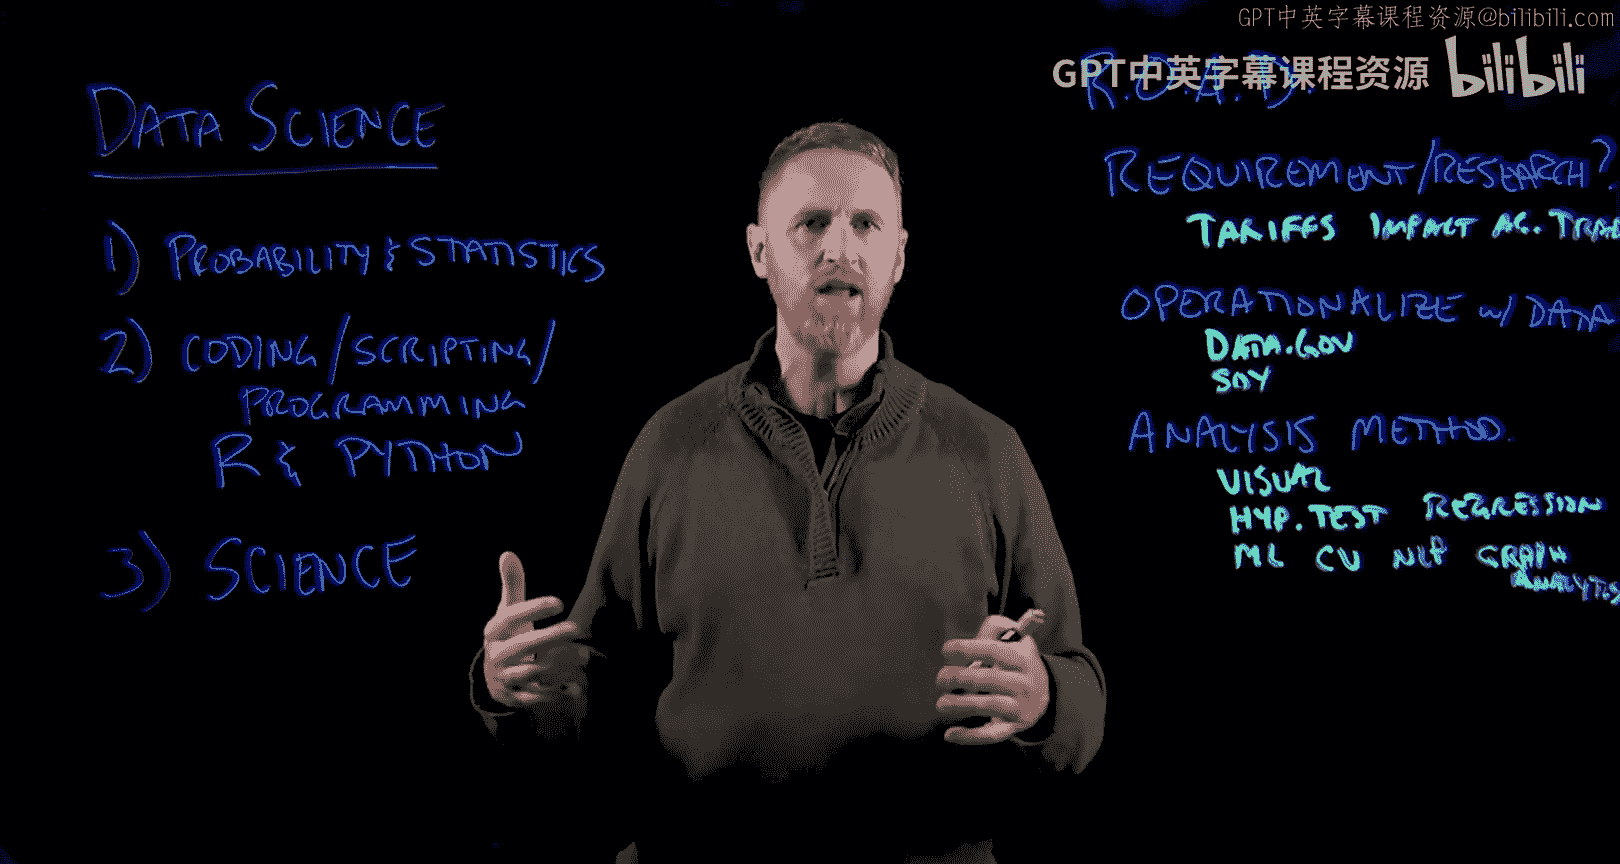 GPT中英字幕课程资源@bilibili.com
GPT中英字幕课程资源 bilibili
DATA SCIENCE
1) PROBABILITY & STATISTICS
2) CODING/SCRIPTING/
PROGRAMMING
R & PYTHON
3) SCIENCE
R.O.A.D.
REQUIREMENT/RESEARCH?
TARIFFS IMPACT AG. TRAD
OPERATIONALIZE w/ DATA
DATA.GOV
SOY
ANALYSIS METHOD.
VISUAL
HYP. TEST REGRESSION
ML CV NLP GRAPH
ANALYTICS